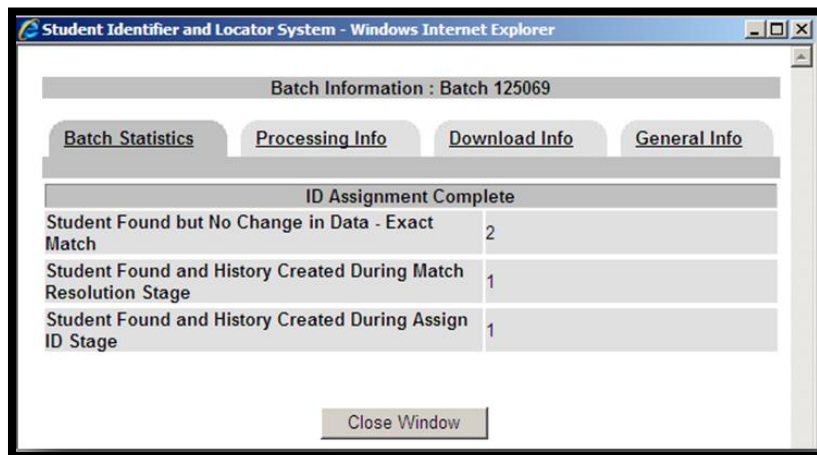 Student Identifier and Locator System - Windows Internet Explorer
Batch Information : Batch 125069
Batch Statistics Processing Info Download Info General Info
ID Assignment Complete
Student Found but No Change in Data - Exact
Match
2
Student Found and History Created During Match
Resolution Stage
1
Student Found and History Created During Assign
ID Stage
1
Close Window